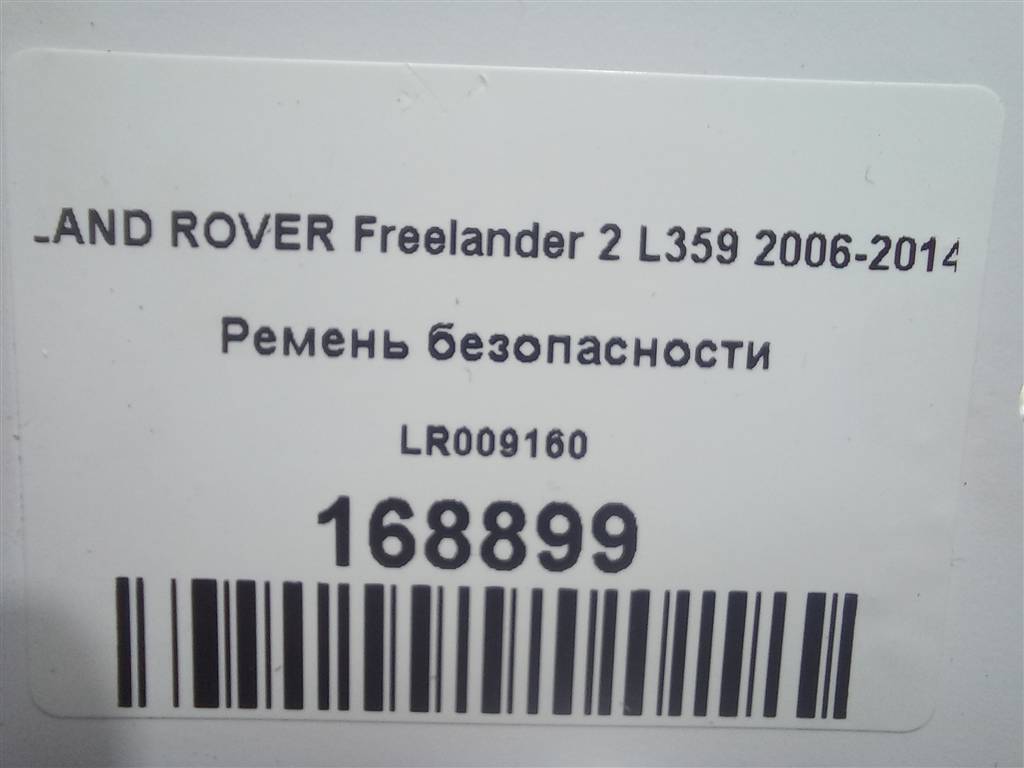 LAND ROVER Freelander 2 L359 2006-2014
Ремень безопасности
LR009160
168899